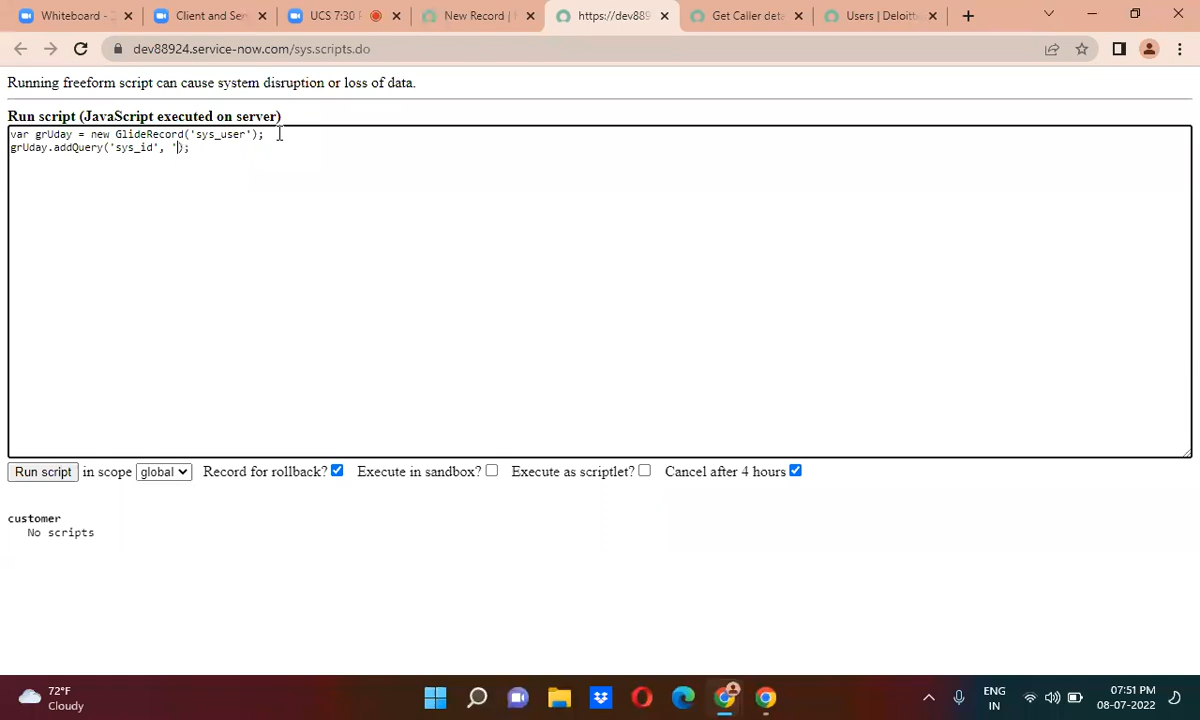 Whiteboard -
Client and Ser
UCS 7:30
New Record |
https://dev889
Get Caller deta
Users | Deloitt
dev88924.service-now.com/sys.scripts.do
Running freeform script can cause system disruption or loss of data.
Run script (JavaScript executed on server)
var grUday = new GlideRecord('sys_user');
grUday.addQuery('sys_id', ');
Run script in scope global Record for rollback? Execute in sandbox? Execute as scriptlet? Cancel after 4 hours
customer
No scripts
72°F
Cloudy
ENG
IN
07:51 PM
08-07-2022